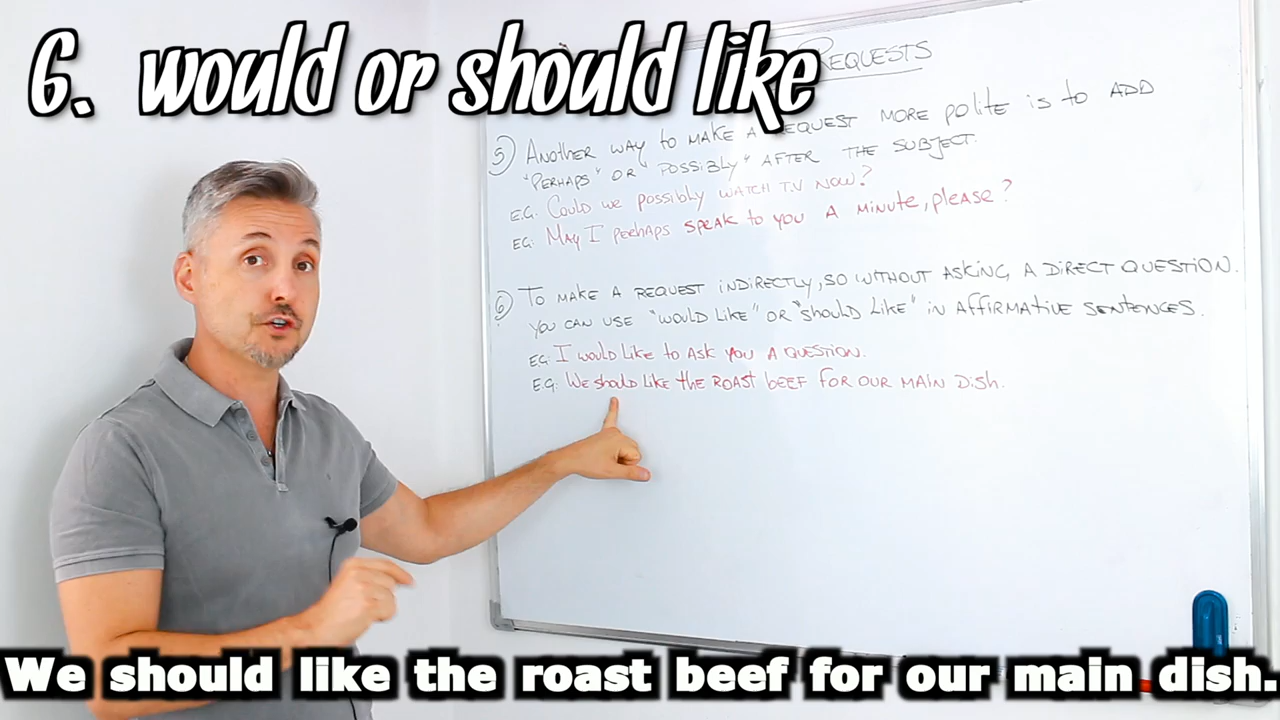 6. would or should like
REQUESTS
5) ANOTHER WAY TO MAKE A REQUEST MORE POLITE IS TO ADD
"PERHAPS" OR "POSSIBLY" AFTER THE SUBJECT.
E.G. Could we possibly WATCH T.V NOW?
EG: MAY I PERHAPS SPEAK TO YOU A MINUTE, PLEASE?
6) TO MAKE A REQUEST INDIRECTLY, SO WITHOUT ASKING A DIRECT QUESTION.
YOU CAN USE "WOULD LIKE" OR "SHOULD LIKE" IN AFFIRMATIVE SENTENCES.
EG: I WOULD LIKE TO ASK YOU A QUESTION.
E.G: WE SHOULD LIKE THE ROAST BEEF FOR OUR MAIN DISH.
We should like the roast beef for our main dish.